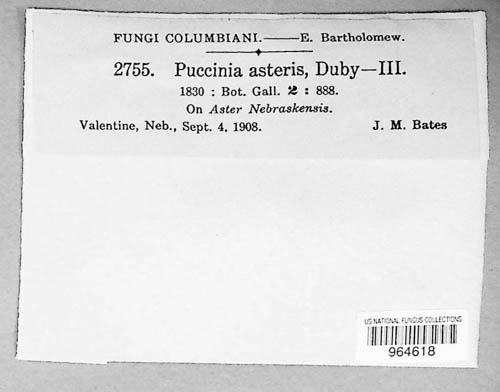 FUNGI COLUMBIANI.——E. Bartholomew.
2755. Puccinia asteris, Duby—III.
1830 : Bot. Gall. 2 : 888.
On Aster Nebraskensis.
Valentine, Neb., Sept. 4, 1908. J. M. Bates
US NATIONAL FUNGUS COLLECTIONS
964618